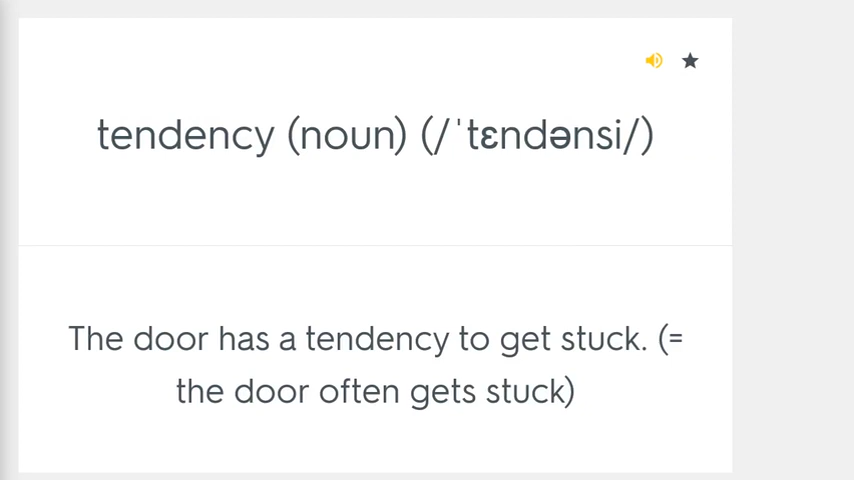 tendency (noun) (/ˈtɛndənsi/)
The door has a tendency to get stuck. (=
the door often gets stuck)